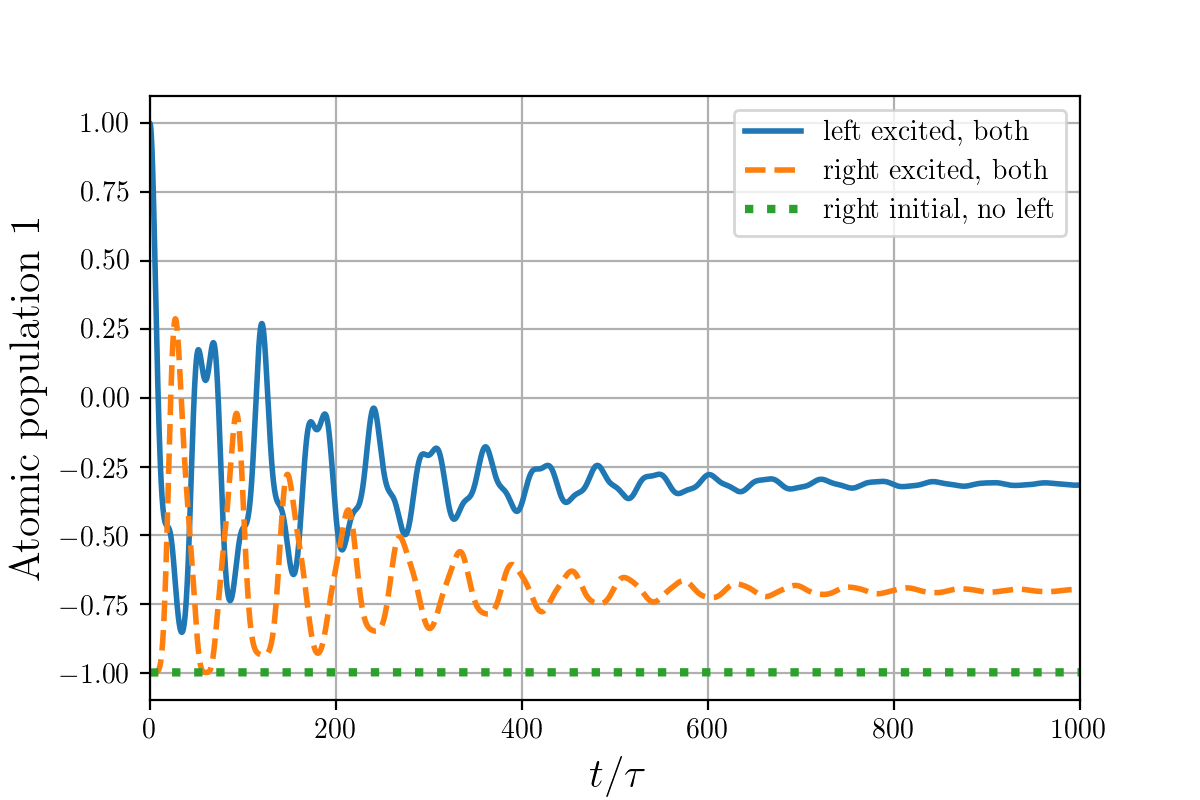 1.00
0.75
0.50
0.25
0.00
−0.25
−0.50
−0.75
−1.00
Atomic population 1
left excited, both
right excited, both
right initial, no left
0 200 400 600 800 1000
t/τ